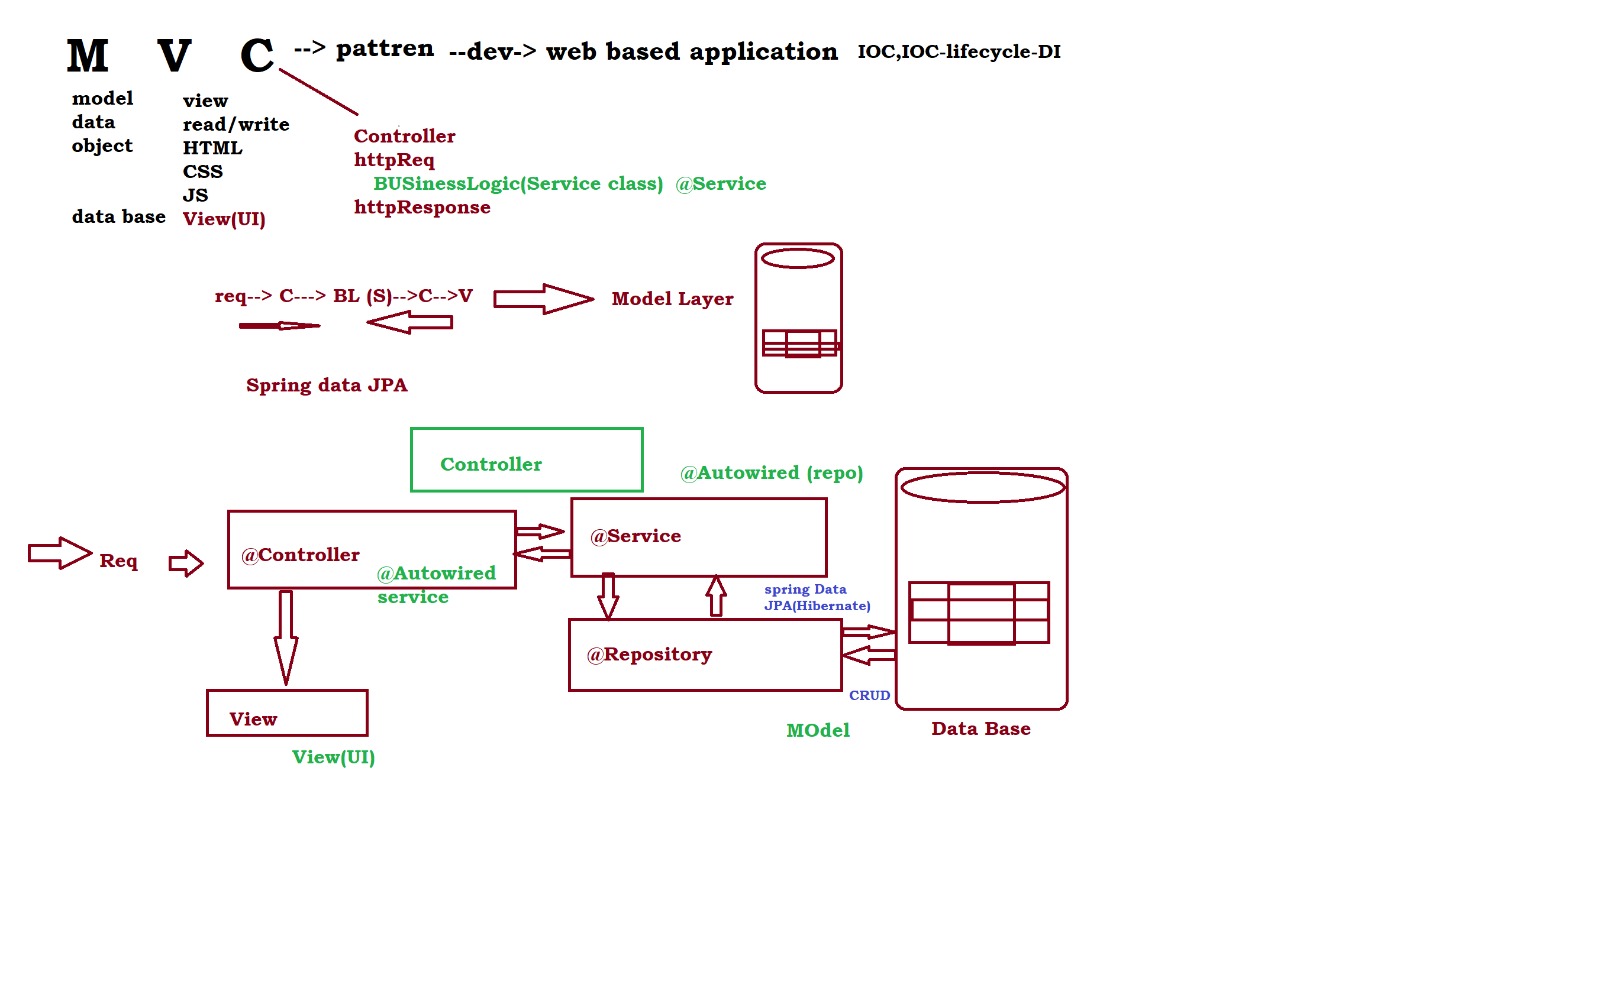 M V C --> pattren --dev-> web based application IOC,IOC-lifecycle-DI
model
data
object
data base
view
read/write
HTML
CSS
JS
View(UI)
Controller
httpReq
BUSinessLogic(Service class) @Service
httpResponse
req--> C---> BL (S)-->C-->V
Model Layer
Spring data JPA
Controller
@Autowired (repo)
Req
@Controller
@Autowired
service
@Service
spring Data
JPA(Hibernate)
@Repository
CRUD
View
View(UI)
MOdel
Data Base